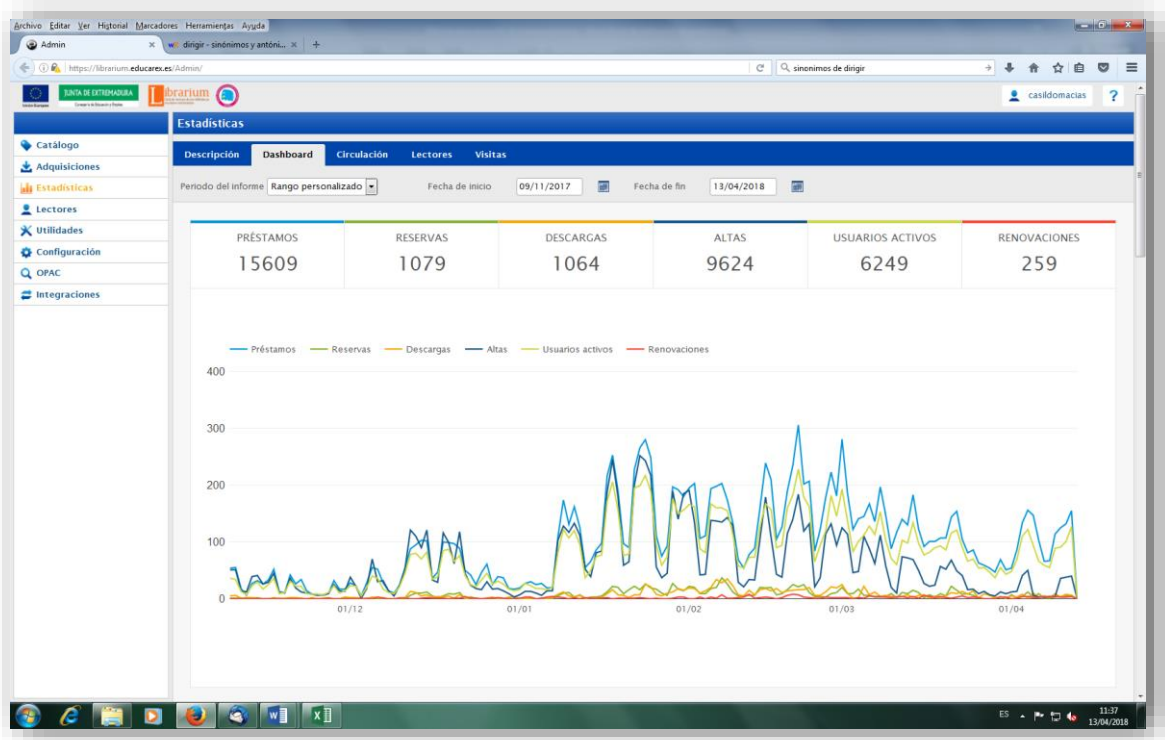 Archivo Editar Ver Historial Marcadores Herramientas Ayuda
Admin × dirigir - sinónimos y antóni... × +
https://librarium.educarex.es/Admin/ sinonimos de dirigir
JUNTA DE EXTREMADURA librarium casildomacias ?
Estadísticas
Catálogo
Adquisiciones
Estadísticas
Lectores
Utilidades
Configuración
OPAC
Integraciones
Descripción Dashboard Circulación Lectores Visitas
Periodo del informe Rango personalizado Fecha de inicio 09/11/2017 Fecha de fin 13/04/2018
PRÉSTAMOS RESERVAS DESCARGAS ALTAS USUARIOS ACTIVOS RENOVACIONES
15609 1079 1064 9624 6249 259
Préstamos Reservas Descargas Altas Usuarios activos Renovaciones
400
300
200
100
0
01/12 01/01 01/02 01/03 01/04
ES 11:37
13/04/2018